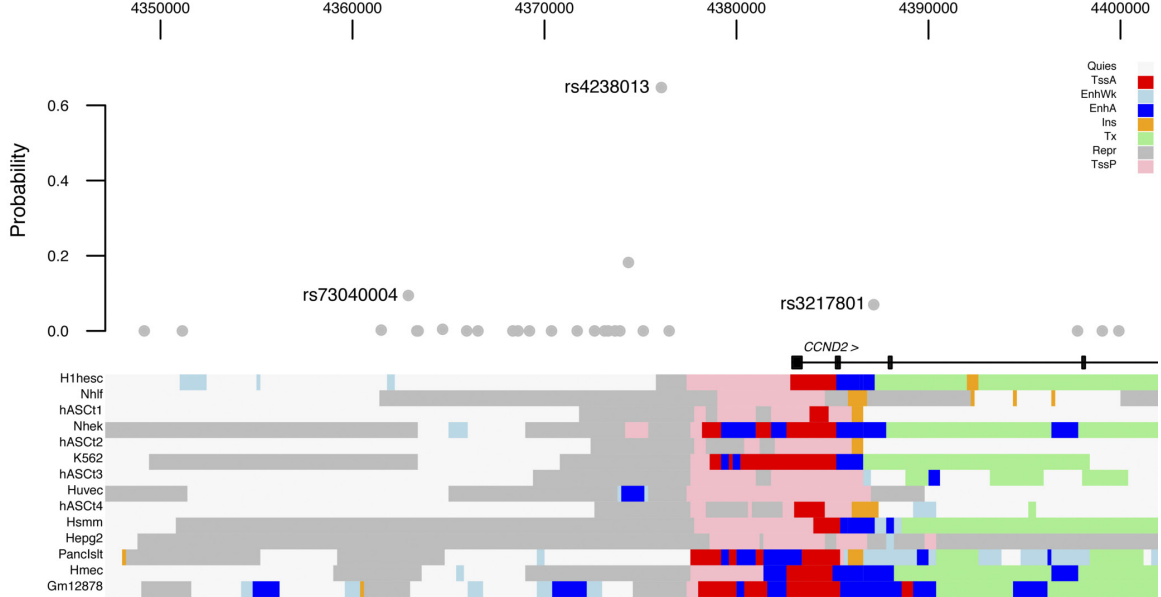 4350000 4360000 4370000 4380000 4390000 4400000
Quies
TssA
EnhWk
EnhA
Ins
Tx
Repr
TssP
Probability
0.6
0.4
0.2
0.0
rs4238013
rs73040004
rs3217801
CCND2 >
H1hesc
Nhlf
hASCt1
Nhek
hASCt2
K562
hASCt3
Huvec
hASCt4
Hsmm
Hepg2
PancIslt
Hmec
Gm12878